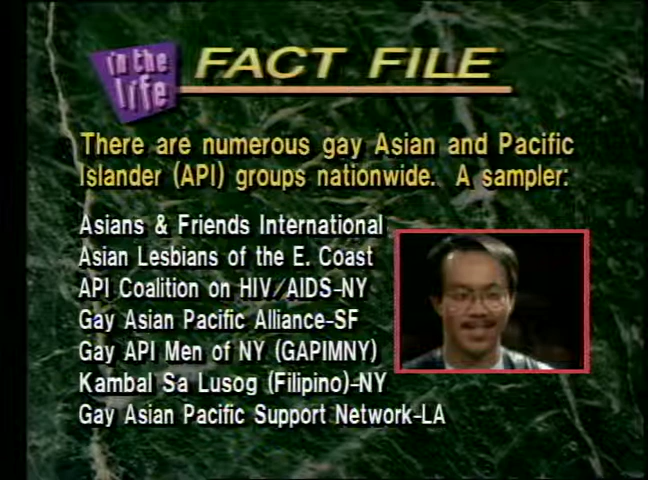 in the
life
FACT FILE
There are numerous gay Asian and Pacific
Islander (API) groups nationwide. A sampler:
Asians & Friends International
Asian Lesbians of the E. Coast
API Coalition on HIV/AIDS-NY
Gay Asian Pacific Alliance-SF
Gay API Men of NY (GAPIMNY)
Kambal Sa Lusog (Filipino)-NY
Gay Asian Pacific Support Network-LA